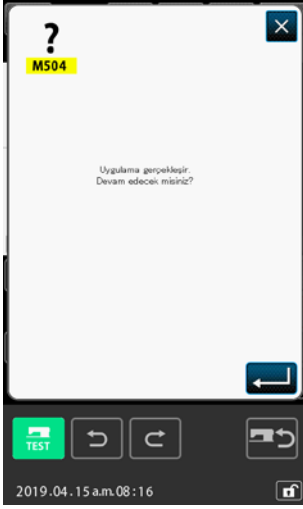 ?
M504
Uygulama gerçekleşir.
Devam edecek misiniz?
TEST
2019.04.15 a.m.08:16